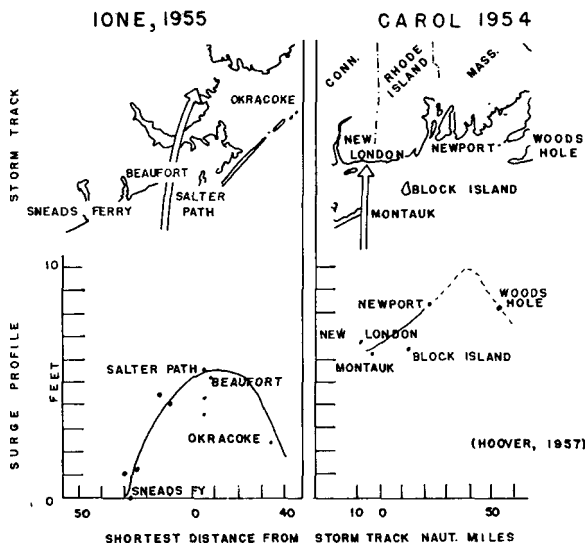 IONE, 1955
CAROL 1954
STORM TRACK
OKRACOKE
BEAUFORT
SNEADS FERRY
SALTER PATH
CONN.
RHODE ISLAND
MASS.
NEW LONDON
NEWPORT
WOODS HOLE
BLOCK ISLAND
MONTAUK
SURGE PROFILE
FEET
10
0
SALTER PATH
BEAUFORT
OKRACOKE
SNEADS FY
NEWPORT
WOODS HOLE
NEW LONDON
MONTAUK
BLOCK ISLAND
(HOOVER, 1957)
50 0 40
10 0 50
SHORTEST DISTANCE FROM STORM TRACK NAUT. MILES